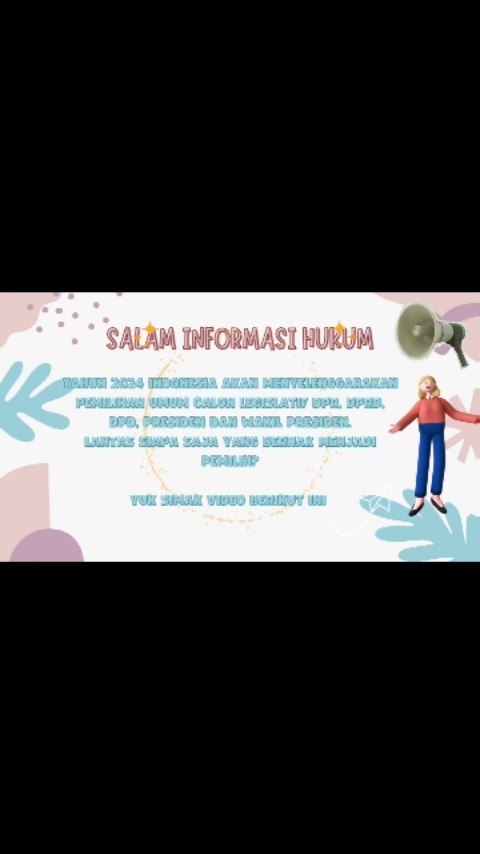 SALAM INFORMASI HUKUM
TAHUN 2024 INDONESIA AKAN MENYELENGGARAKAN
PEMILIHAN UMUM CALON LEGISLATIF DPR, DPRD,
DPD, PRESIDEN DAN WAKIL PRESIDEN.
LANTAS SIAPA SAJA YANG BERHAK MENJADI
PEMILIH?
YUK SIMAK VIDEO BERIKUT INI